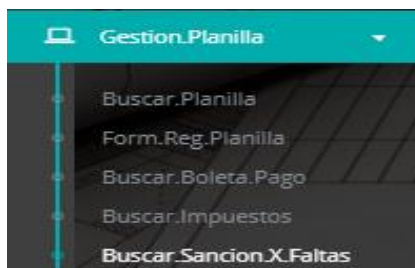 Gestion.Planilla
Buscar.Planilla
Form.Reg.Planilla
Buscar.Boleta.Pago
Buscar.Impuestos
Buscar.Sancion.X.Faltas